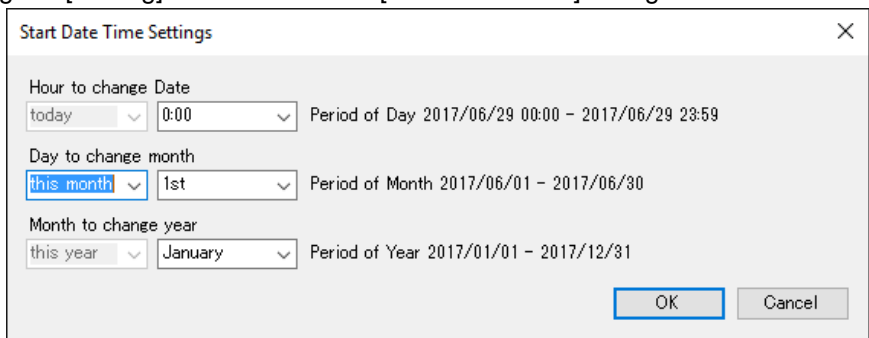 Start Date Time Settings
Hour to change Date
today 0:00 Period of Day 2017/06/29 00:00 - 2017/06/29 23:59
Day to change month
this month 1st Period of Month 2017/06/01 - 2017/06/30
Month to change year
this year January Period of Year 2017/01/01 - 2017/12/31
OK Cancel